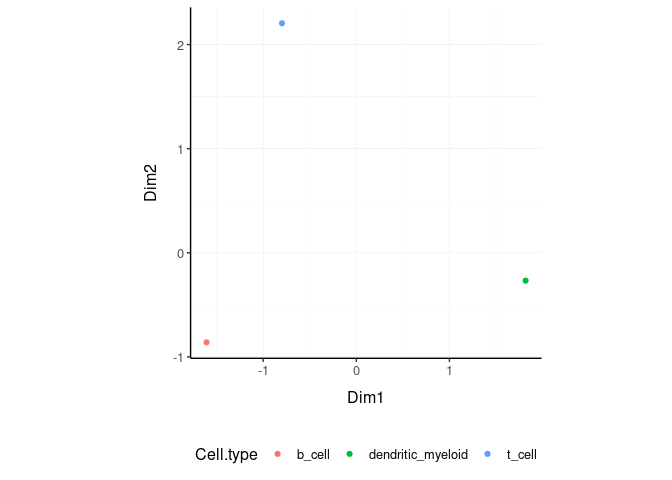 2
1
0
-1
Dim2
-1 0 1
Dim1
Cell.type b_cell dendritic_myeloid t_cell